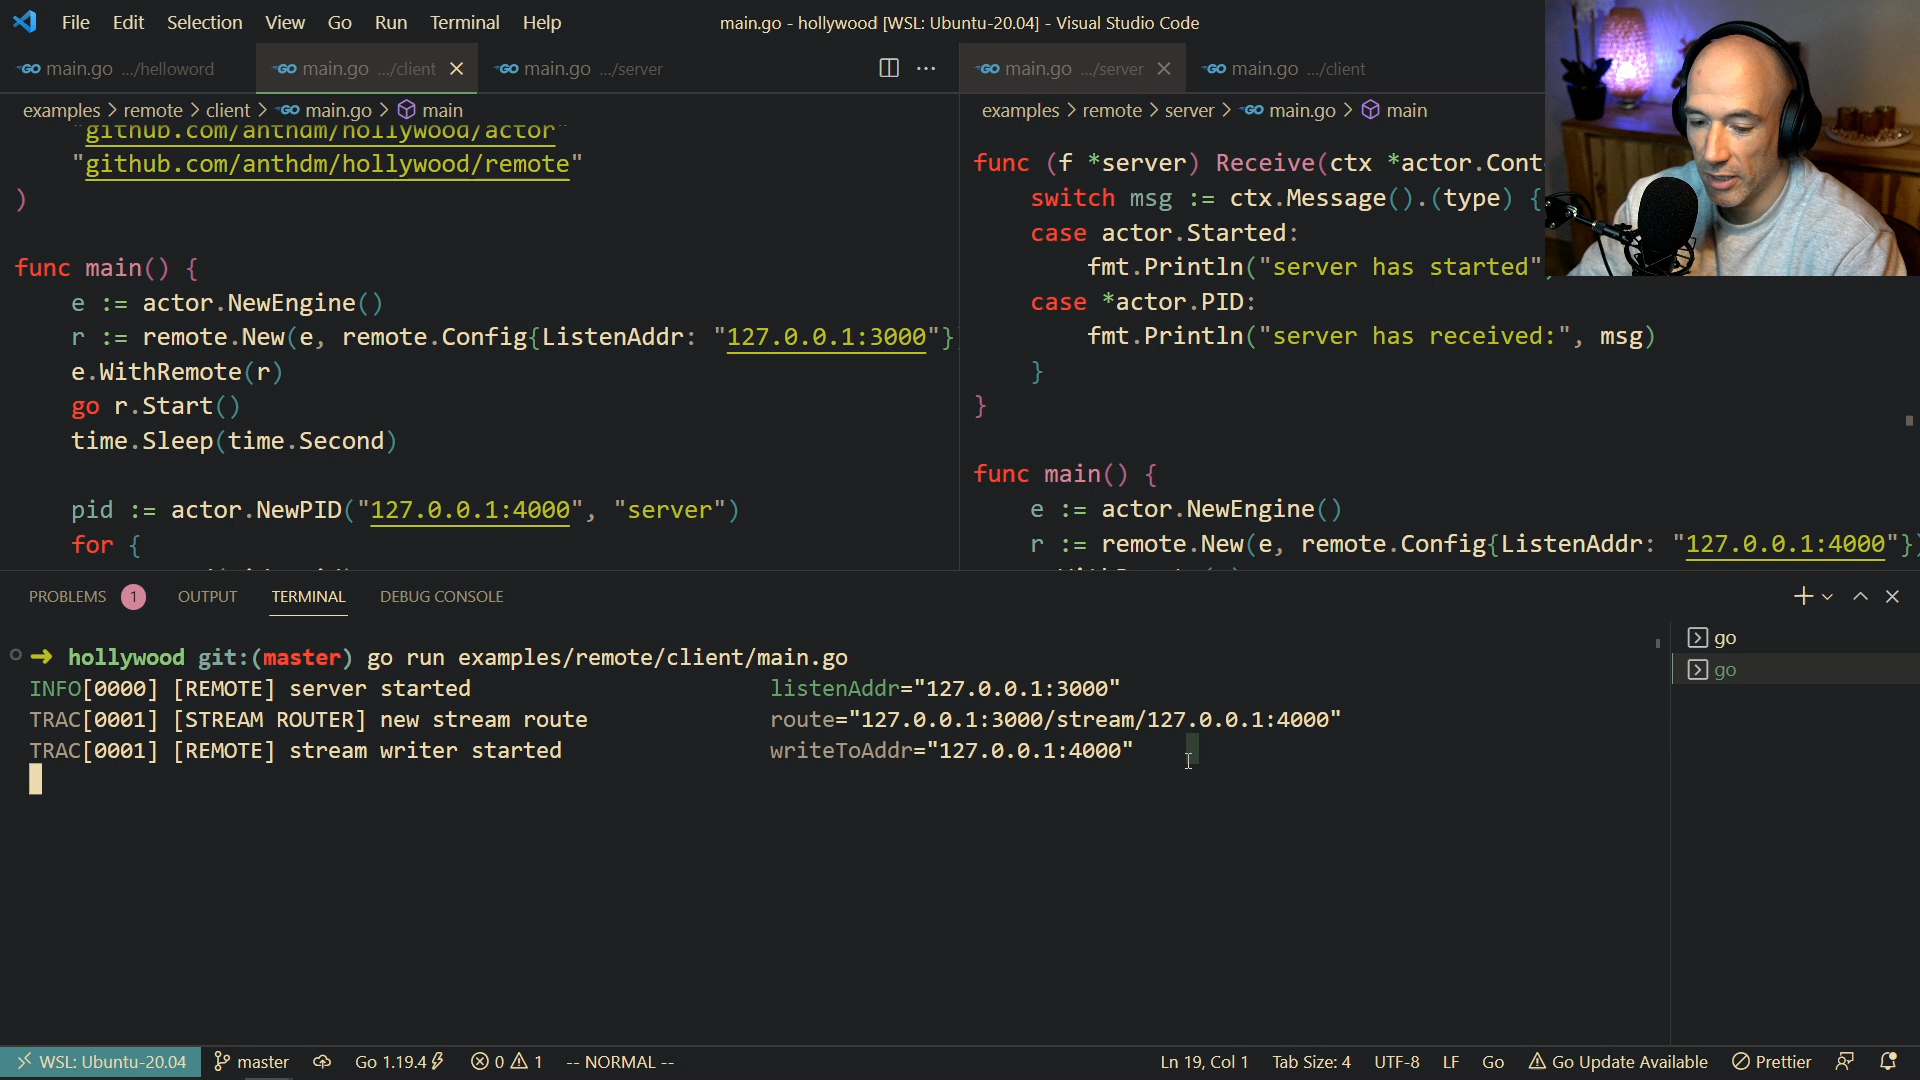 File Edit Selection View Go Run Terminal Help
main.go - hollywood [WSL: Ubuntu-20.04] - Visual Studio Code
main.go .../helloword
main.go .../client
main.go .../server
main.go .../server
main.go .../client
examples > remote > client > main.go > main
"github.com/anthdm/hollywood/actor"
"github.com/anthdm/hollywood/remote"
)
func main() {
e := actor.NewEngine()
r := remote.New(e, remote.Config{ListenAddr: "127.0.0.1:3000"})
e.WithRemote(r)
go r.Start()
time.Sleep(time.Second)
pid := actor.NewPID("127.0.0.1:4000", "server")
for {
examples > remote > server > main.go > main
func (f *server) Receive(ctx *actor.Cont
switch msg := ctx.Message().(type) {
case actor.Started:
fmt.Println("server has started"
case *actor.PID:
fmt.Println("server has received:", msg)
}
}
func main() {
e := actor.NewEngine()
r := remote.New(e, remote.Config{ListenAddr: "127.0.0.1:4000"})
PROBLEMS 1 OUTPUT TERMINAL DEBUG CONSOLE
➜ hollywood git:(master) go run examples/remote/client/main.go
INFO[0000] [REMOTE] server started listenAddr="127.0.0.1:3000"
TRAC[0001] [STREAM ROUTER] new stream route route="127.0.0.1:3000/stream/127.0.0.1:4000"
TRAC[0001] [REMOTE] stream writer started writeToAddr="127.0.0.1:4000"
go
go
WSL: Ubuntu-20.04 master Go 1.19.4 0 1 -- NORMAL -- Ln 19, Col 1 Tab Size: 4 UTF-8 LF Go Go Update Available Prettier